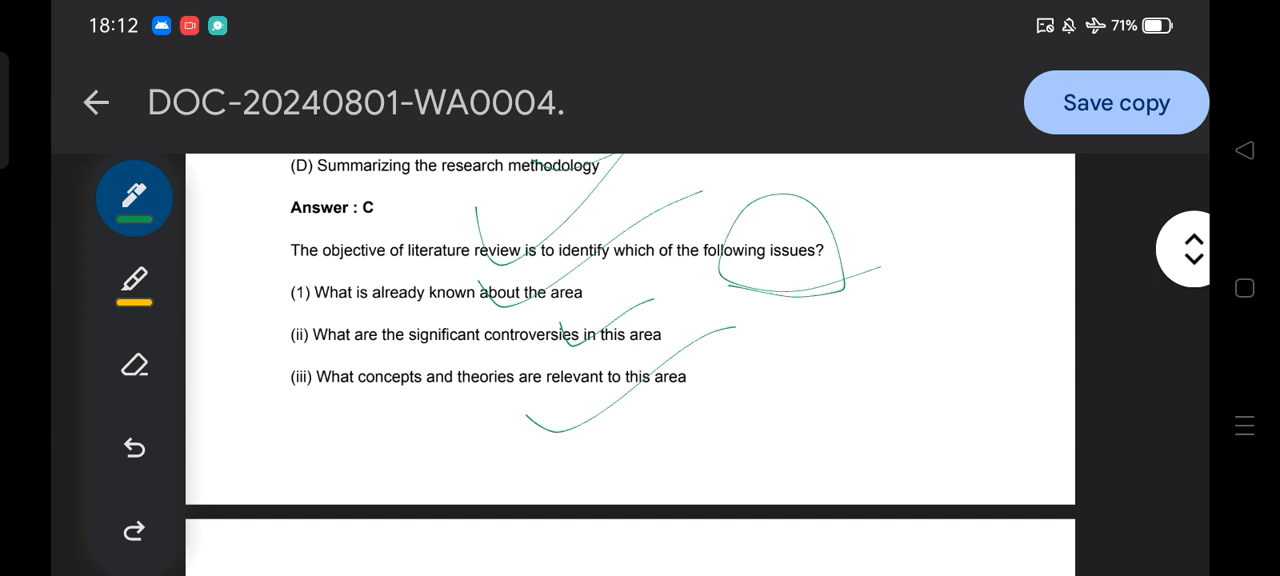 18:12
71%
DOC-20240801-WA0004.
Save copy
(D) Summarizing the research methodology
Answer : C
The objective of literature review is to identify which of the following issues?
(1) What is already known about the area
(ii) What are the significant controversies in this area
(iii) What concepts and theories are relevant to this area